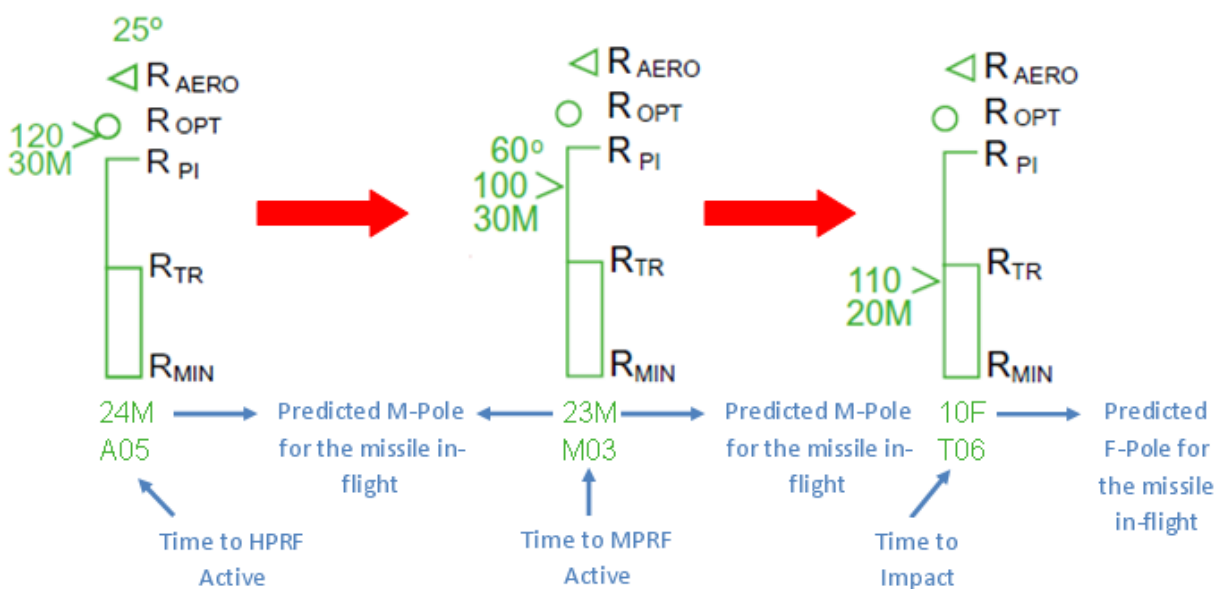 25º
R AERO
R OPT
120
30M
R PI
R TR
R MIN
24M
A05
R AERO
R OPT
60º
R PI
100
30M
R TR
R MIN
23M
M03
R AERO
R OPT
R PI
R TR
110
20M
R MIN
10F
T06
Predicted M-Pole
for the missile in-
flight
Predicted M-Pole
for the missile in-
flight
Predicted
F-Pole for
the missile
in-flight
Time to HPRF
Active
Time to MPRF
Active
Time to
Impact